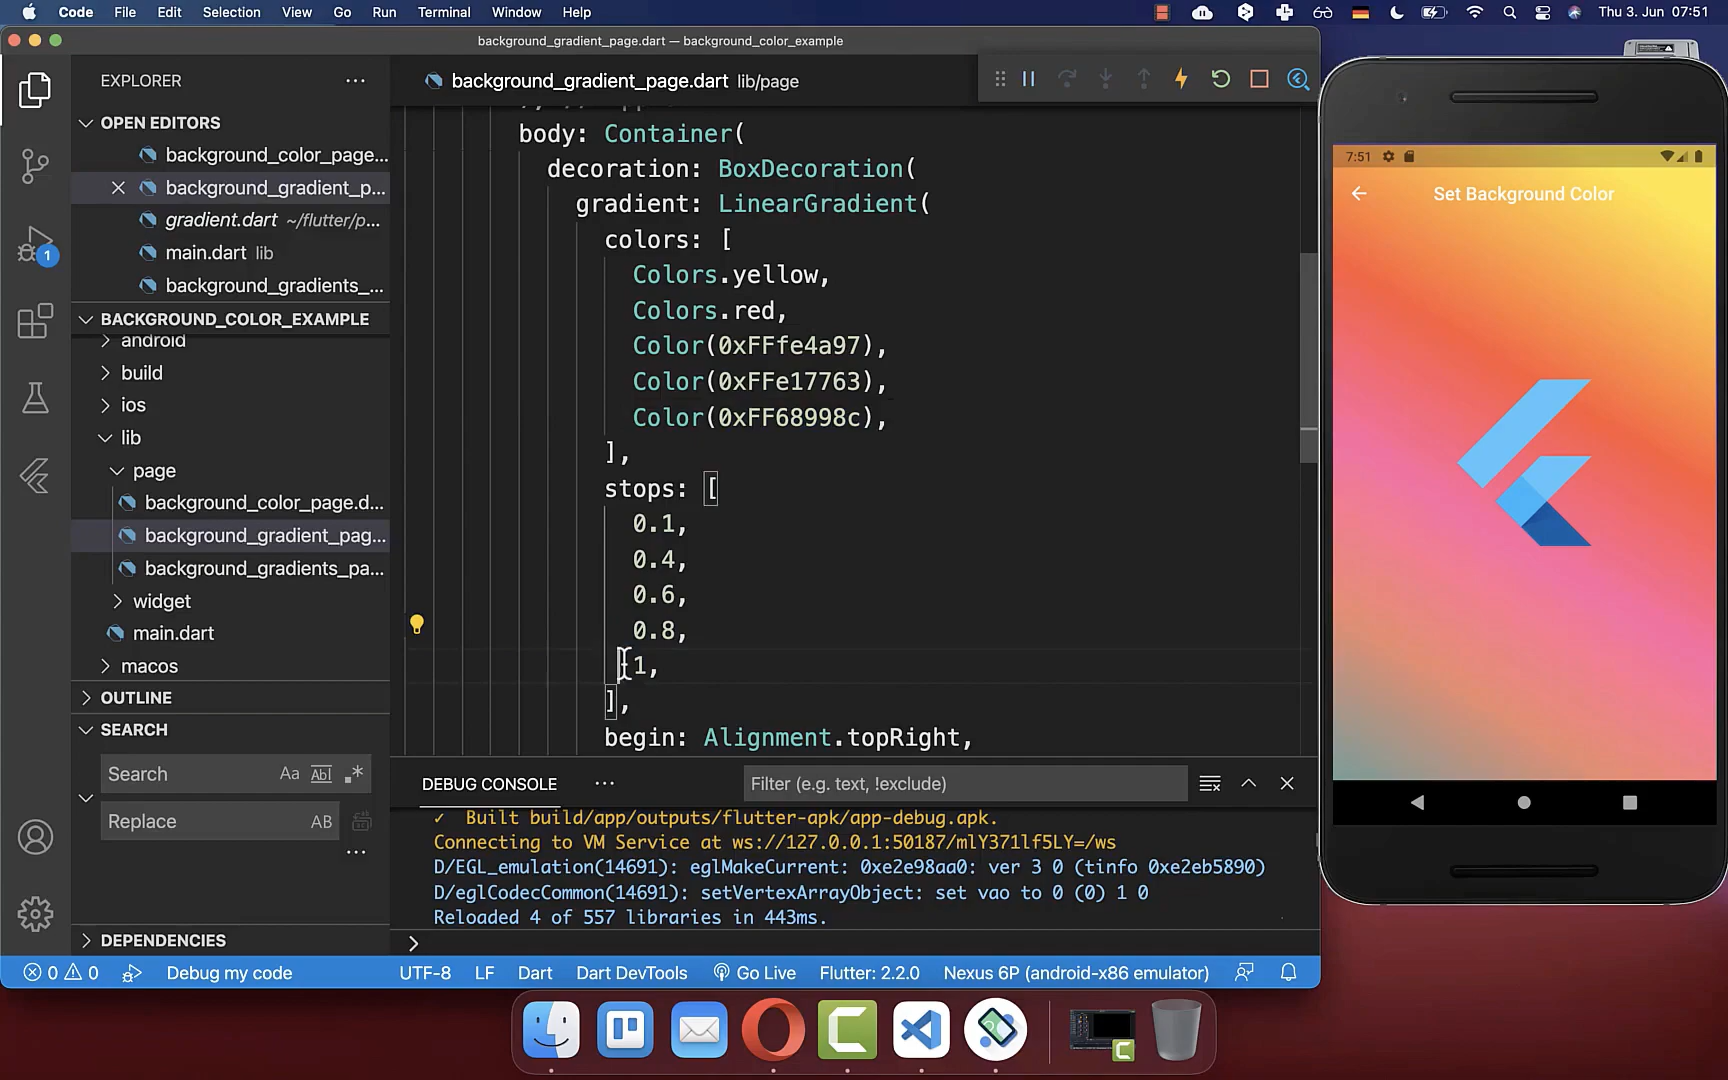 Code File Edit Selection View Go Run Terminal Window Help Thu 3. Jun 07:51
background_gradient_page.dart — background_color_example
EXPLORER
OPEN EDITORS
background_color_page...
background_gradient_p...
gradient.dart ~/flutter/p...
main.dart lib
background_gradients_...
BACKGROUND_COLOR_EXAMPLE
android
build
ios
lib
page
background_color_page.d...
background_gradient_pag...
background_gradients_pa...
widget
main.dart
macos
OUTLINE
SEARCH
Search Aa Abl
Replace AB
DEPENDENCIES
1
background_gradient_page.dart lib/page
body: Container(
decoration: BoxDecoration(
gradient: LinearGradient(
colors: [
Colors.yellow,
Colors.red,
Color(0xFFfe4a97),
Color(0xFFe17763),
Color(0xFF68998c),
],
stops: [
0.1,
0.4,
0.6,
0.8,
1,
],
begin: Alignment.topRight,
DEBUG CONSOLE Filter (e.g. text, !exclude)
✓ Built build/app/outputs/flutter-apk/app-debug.apk.
Connecting to VM Service at ws://127.0.0.1:50187/mlY371lf5LY=/ws
D/EGL_emulation(14691): eglMakeCurrent: 0xe2e98aa0: ver 3 0 (tinfo 0xe2eb5890)
D/eglCodecCommon(14691): setVertexArrayObject: set vao to 0 (0) 1 0
Reloaded 4 of 557 libraries in 443ms.
0 0 Debug my code UTF-8 LF Dart Dart DevTools Go Live Flutter: 2.2.0 Nexus 6P (android-x86 emulator)
7:51
Set Background Color